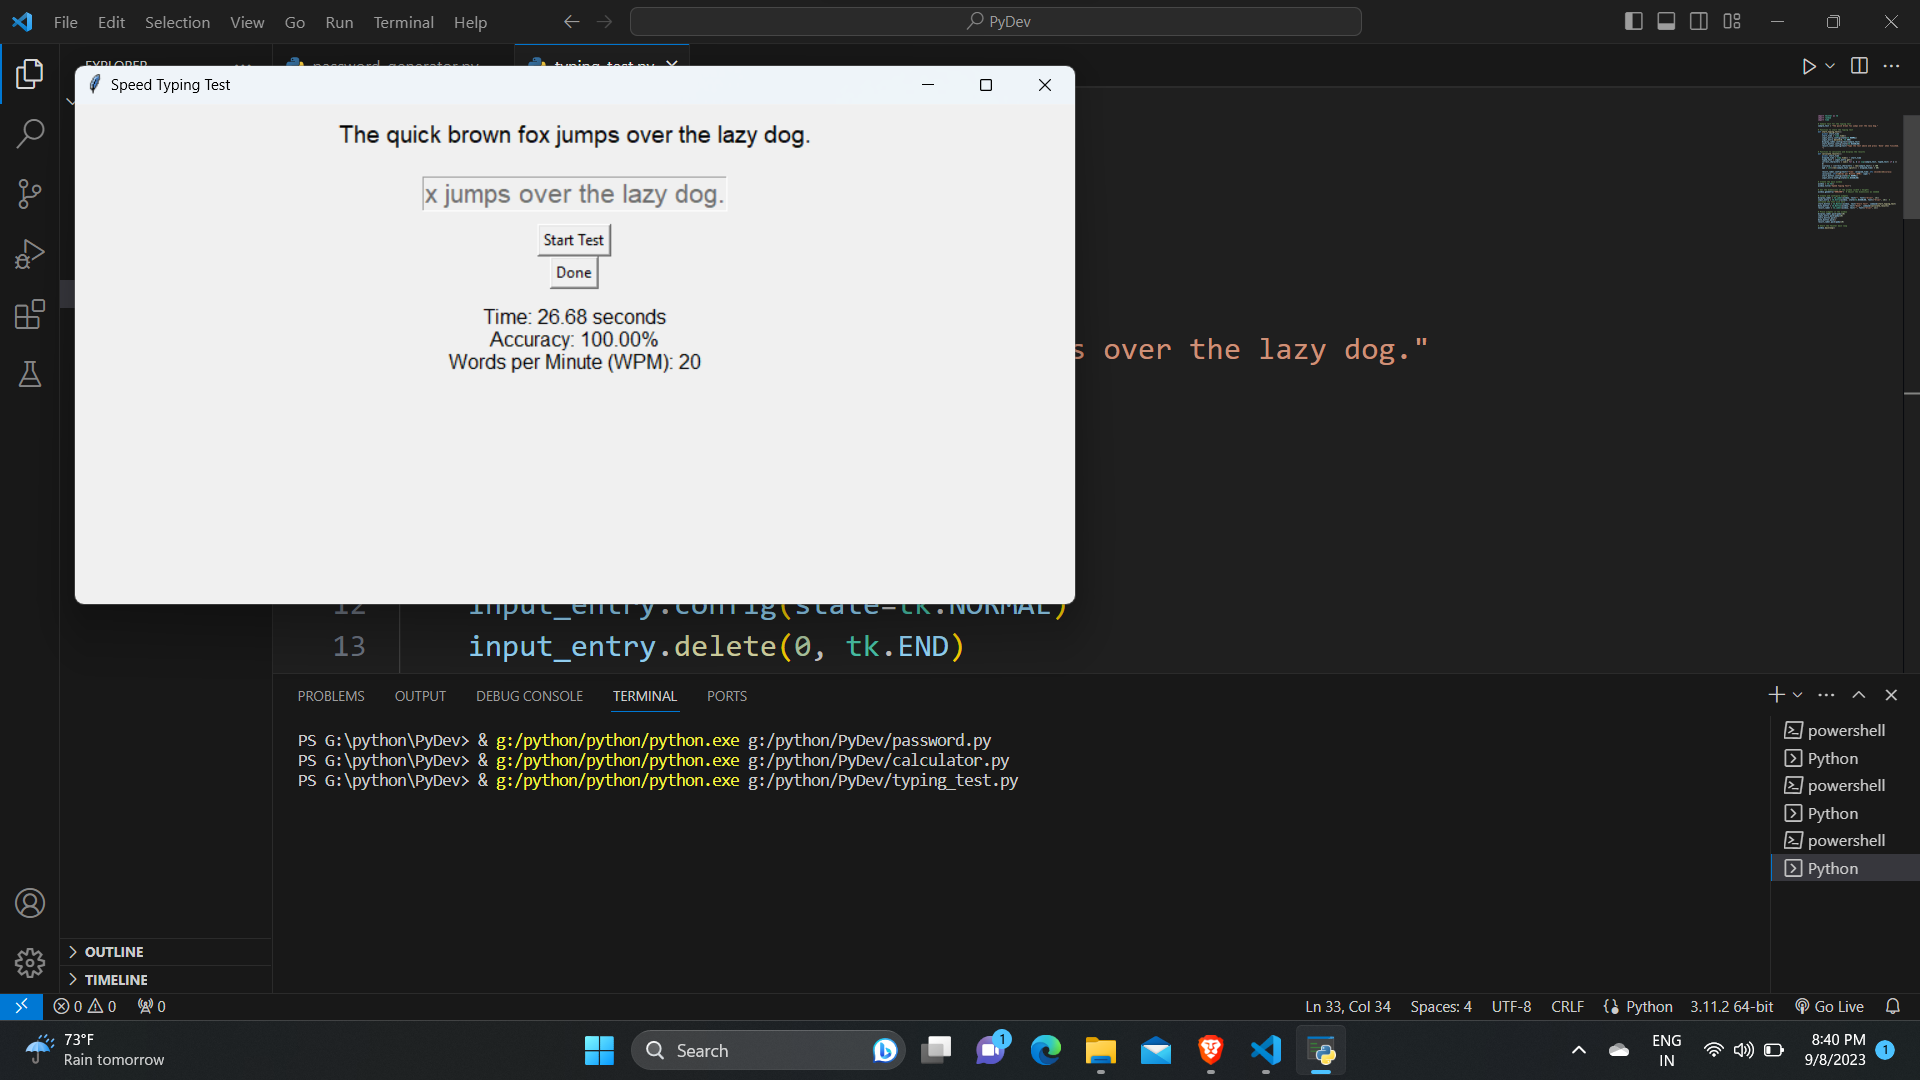 File Edit Selection View Go Run Terminal Help
PyDev
Speed Typing Test
The quick brown fox jumps over the lazy dog.
x jumps over the lazy dog.
Start Test
Done
Time: 26.68 seconds
Accuracy: 100.00%
Words per Minute (WPM): 20
s over the lazy dog."
12 input_entry.config(state=tk.NORMAL)
13 input_entry.delete(0, tk.END)
PROBLEMS OUTPUT DEBUG CONSOLE TERMINAL PORTS
PS G:\python\PyDev> & g:/python/python/python.exe g:/python/PyDev/password.py
PS G:\python\PyDev> & g:/python/python/python.exe g:/python/PyDev/calculator.py
PS G:\python\PyDev> & g:/python/python/python.exe g:/python/PyDev/typing_test.py
powershell
Python
powershell
Python
powershell
Python
OUTLINE
TIMELINE
0 0 0
Ln 33, Col 34 Spaces: 4 UTF-8 CRLF Python 3.11.2 64-bit Go Live
73°F
Rain tomorrow
Search
1
ENG
IN
8:40 PM
9/8/2023
1